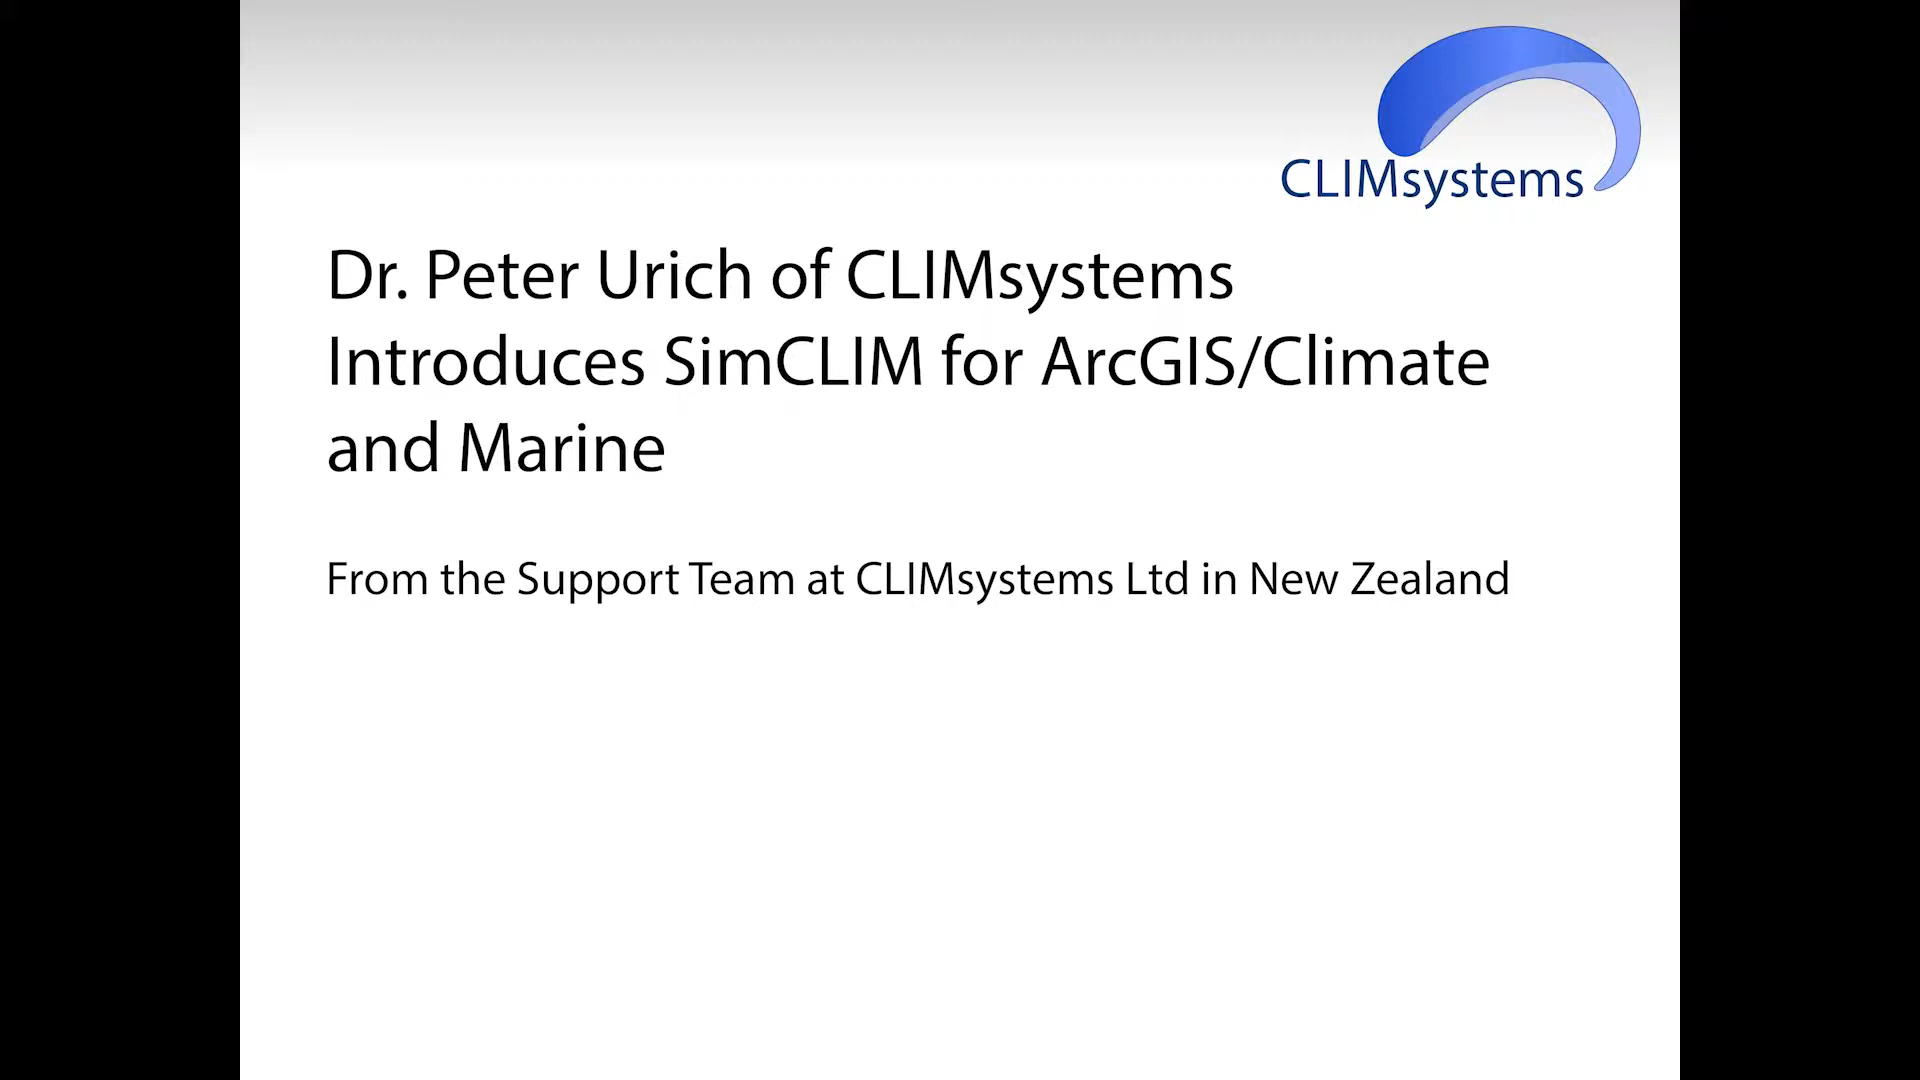 CLIMsystems
Dr. Peter Urich of CLIMsystems
Introduces SimCLIM for ArcGIS/Climate
and Marine
From the Support Team at CLIMsystems Ltd in New Zealand